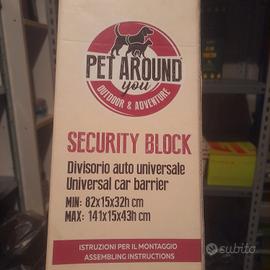 PET AROUND
you
OUTDOOR & ADVENTURE
SECURITY BLOCK
Divisorio auto universale
Universal car barrier
MIN: 82x15x32h cm
MAX: 141x15x43h cm
ISTRUZIONI PER IL MONTAGGIO
ASSEMBLING INSTRUCTIONS
subito